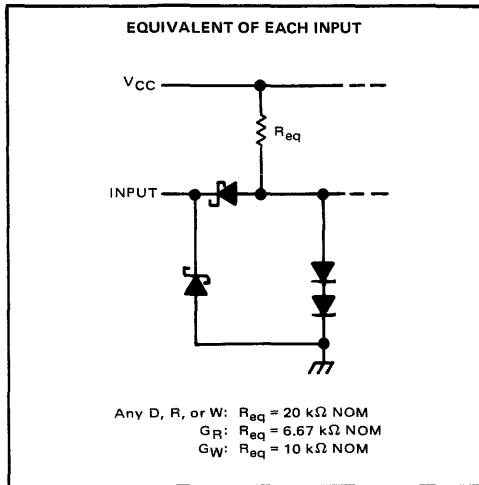 EQUIVALENT OF EACH INPUT
VCC
Req
INPUT
Any D, R, or W: Req = 20 kΩ NOM
GR: Req = 6.67 kΩ NOM
GW: Req = 10 kΩ NOM